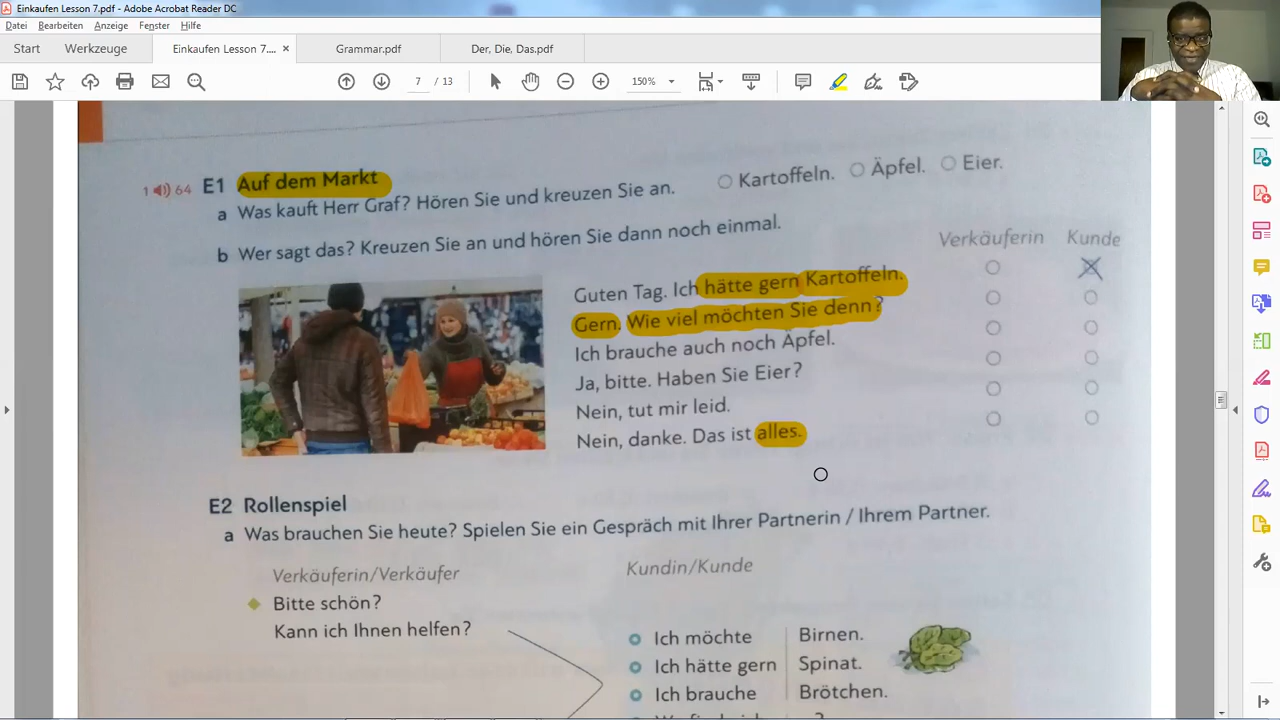 Einkaufen Lesson 7.pdf - Adobe Acrobat Reader DC
Datei Bearbeiten Anzeige Fenster Hilfe
Start Werkzeuge Einkaufen Lesson 7.... × Grammar.pdf Der, Die, Das.pdf
7 / 13 150%
1 64 E1 Auf dem Markt
a Was kauft Herr Graf? Hören Sie und kreuzen Sie an. Kartoffeln. Äpfel. Eier.
b Wer sagt das? Kreuzen Sie an und hören Sie dann noch einmal.
Verkäuferin Kunde
Guten Tag. Ich hätte gern Kartoffeln.
Gern. Wie viel möchten Sie denn?
Ich brauche auch noch Äpfel.
Ja, bitte. Haben Sie Eier?
Nein, tut mir leid.
Nein, danke. Das ist alles.
E2 Rollenspiel
a Was brauchen Sie heute? Spielen Sie ein Gespräch mit Ihrer Partnerin / Ihrem Partner.
Verkäuferin/Verkäufer Kundin/Kunde
Bitte schön?
Kann ich Ihnen helfen?
Ich möchte Birnen.
Ich hätte gern Spinat.
Ich brauche Brötchen.